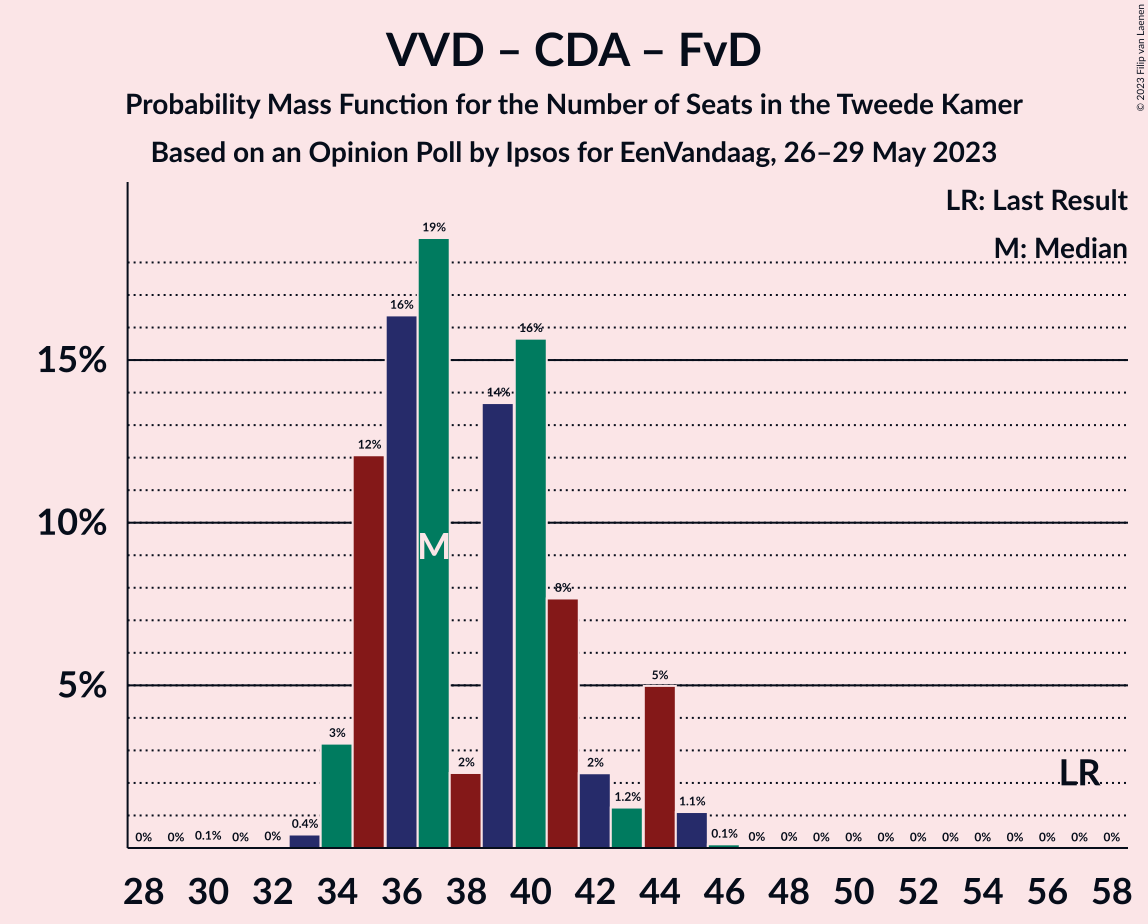 VVD – CDA – FvD
Probability Mass Function for the Number of Seats in the Tweede Kamer
Based on an Opinion Poll by Ipsos for EenVandaag, 26–29 May 2023
© 2023 Filip van Laenen
LR: Last Result
M: Median
19%
16%
16%
15%
14%
12%
10%
M
8%
5%
5%
3%
2%
2%
LR
1.2%
1.1%
0.4%
0% 0% 0.1% 0% 0% 0.1% 0% 0% 0% 0% 0% 0% 0% 0% 0% 0% 0% 0%
28 30 32 34 36 38 40 42 44 46 48 50 52 54 56 58